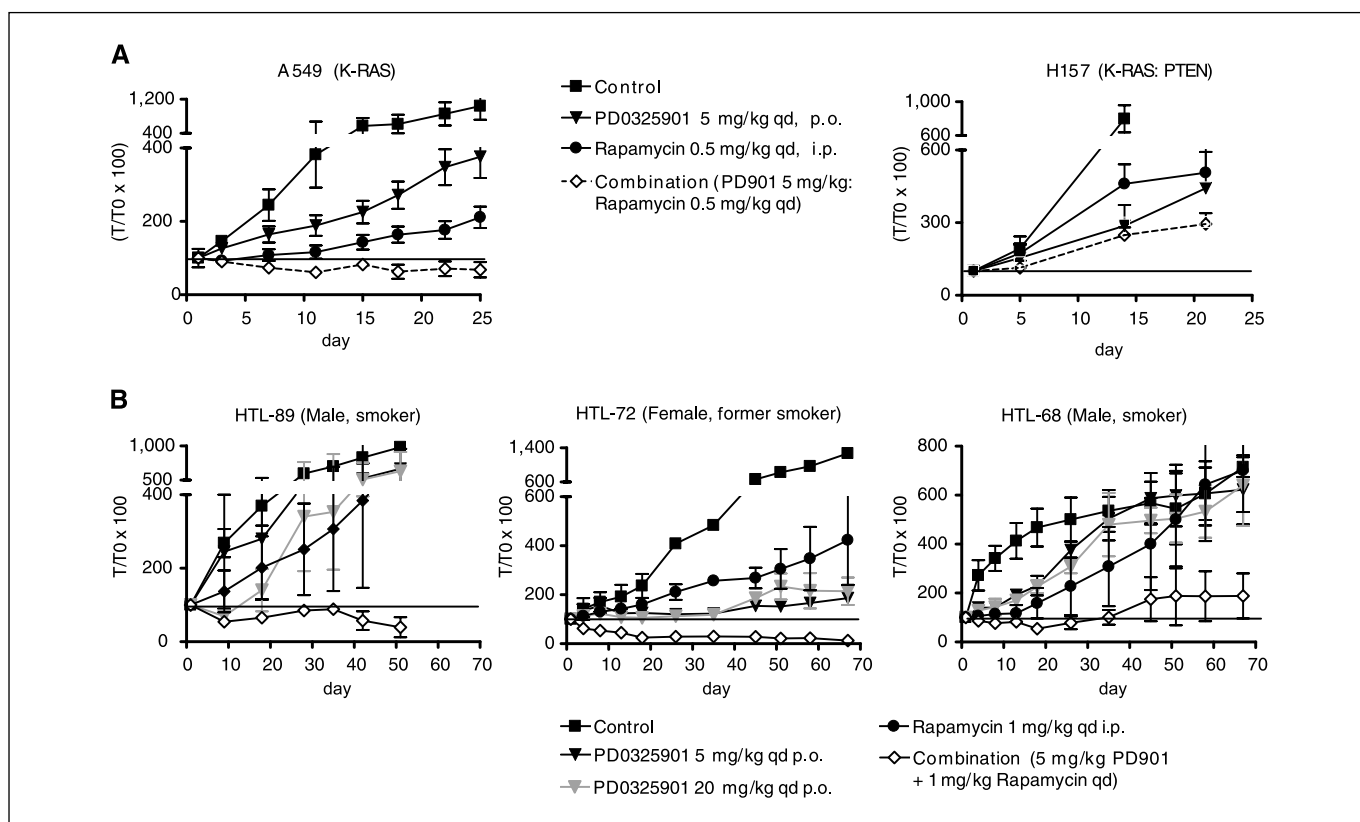 A
A549 (K-RAS)
1,200
400
400
200
0
(T/T0 x 100)
0 5 10 15 20 25
day
Control
PD0325901 5 mg/kg qd, p.o.
Rapamycin 0.5 mg/kg qd, i.p.
Combination (PD901 5 mg/kg:
Rapamycin 0.5 mg/kg qd)
H157 (K-RAS: PTEN)
1,000
600
600
300
0
(T/T0 x 100)
0 5 10 15 20 25
day
B
HTL-89 (Male, smoker)
1,000
500
400
200
0
T/T0 x 100
0 10 20 30 40 50 60 70
day
HTL-72 (Female, former smoker)
1,400
600
600
400
200
0
T/T0 x 100
0 10 20 30 40 50 60 70
day
HTL-68 (Male, smoker)
800
600
400
200
0
T/T0 x 100
0 10 20 30 40 50 60 70
day
Control
PD0325901 5 mg/kg qd p.o.
PD0325901 20 mg/kg qd p.o.
Rapamycin 1 mg/kg qd i.p.
Combination (5 mg/kg PD901
+ 1 mg/kg Rapamycin qd)